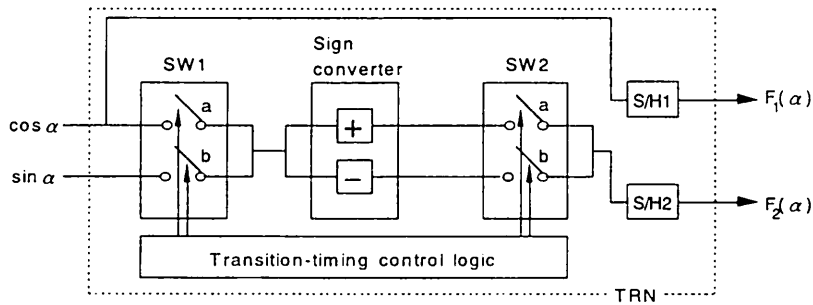 Sign
converter
SW1
SW2
a
b
a
b
cos α
sin α
+
−
S/H1
F₁(α)
S/H2
F₂(α)
Transition-timing control logic
TRN